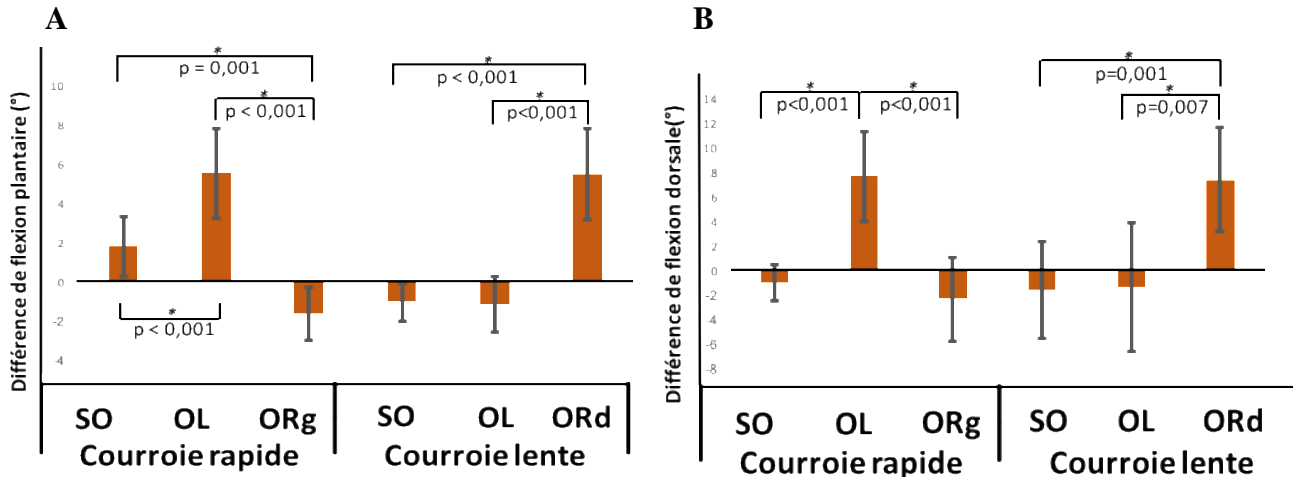 A
Différence de flexion plantaire (°)
10
8
6
4
2
0
-2
-4
*
p = 0,001
*
p < 0,001
*
p < 0,001
*
p < 0,001
*
p<0,001
SO OL ORg SO OL ORd
Courroie rapide Courroie lente
B
Différence de flexion dorsale(°)
14
12
10
8
6
4
2
0
-2
-4
-6
-8
*
p<0,001
*
p<0,001
*
p=0,001
*
p=0,007
SO OL ORg SO OL ORd
Courroie rapide Courroie lente